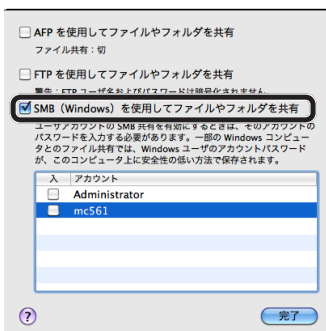 AFP を使用してファイルやフォルダを共有
ファイル共有：切
FTP を使用してファイルやフォルダを共有
警告：FTP ユーザ名およびパスワードは暗号化されません。
SMB（Windows）を使用してファイルやフォルダを共有
ユーザアカウントの SMB 共有を有効にするときは、そのアカウントの
パスワードを入力する必要があります。一部の Windows コンピュー
タとのファイル共有では、Windows ユーザのアカウントパスワード
が、このコンピュータ上に安全性の低い方法で保存されます。
入 アカウント
Administrator
mc561
? 完了